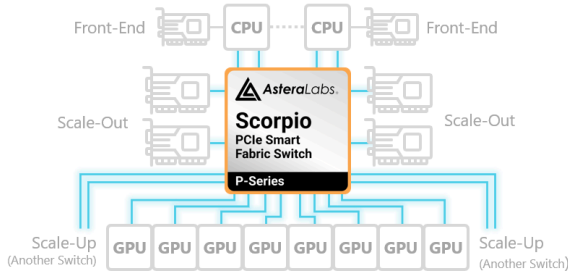 Front-End
CPU
CPU
Front-End
AsteraLabs®
Scale-Out
Scorpio
PCIe Smart
Fabric Switch
Scale-Out
P-Series
Scale-Up
(Another Switch)
GPU
GPU
GPU
GPU
GPU
GPU
GPU
GPU
Scale-Up
(Another Switch)